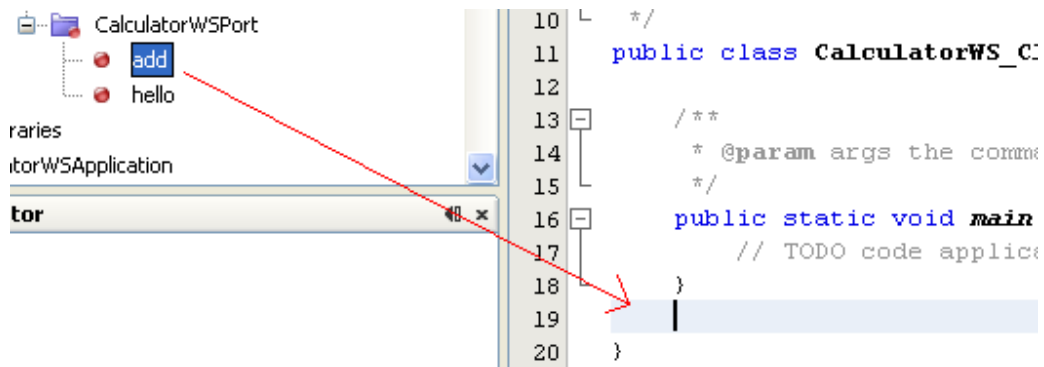 CalculatorWSPort
add
hello
raries
atorWSApplication
tor
10 */
11 public class CalculatorWS_Cl
12
13 /**
14 * @param args the comma
15 */
16 public static void main
17 // TODO code applica
18 }
19
20 }